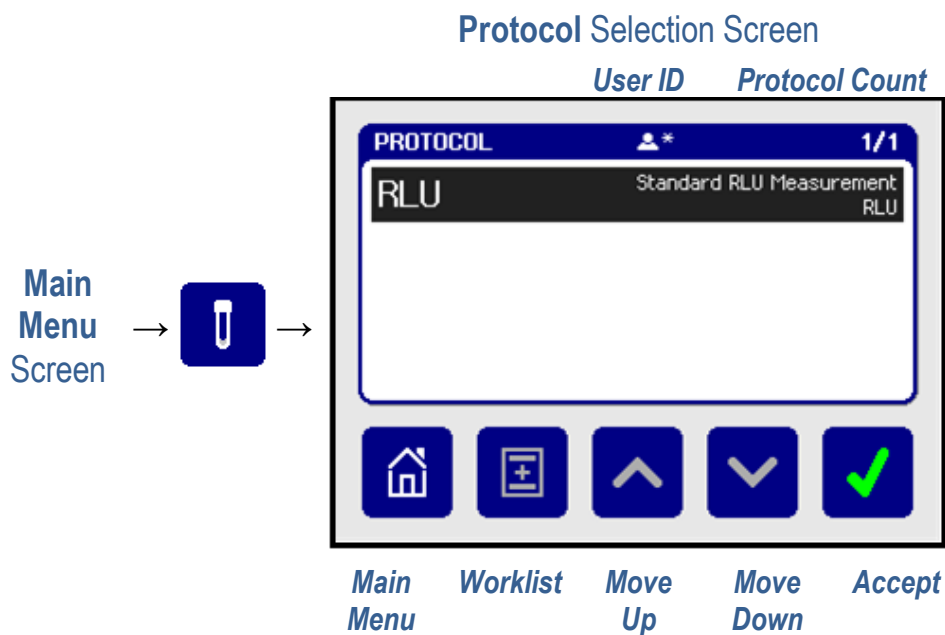 Protocol Selection Screen
User ID Protocol Count
PROTOCOL * 1/1
RLU Standard RLU Measurement
RLU
Main
Menu → →
Screen
Main Worklist Move Move Accept
Menu Up Down